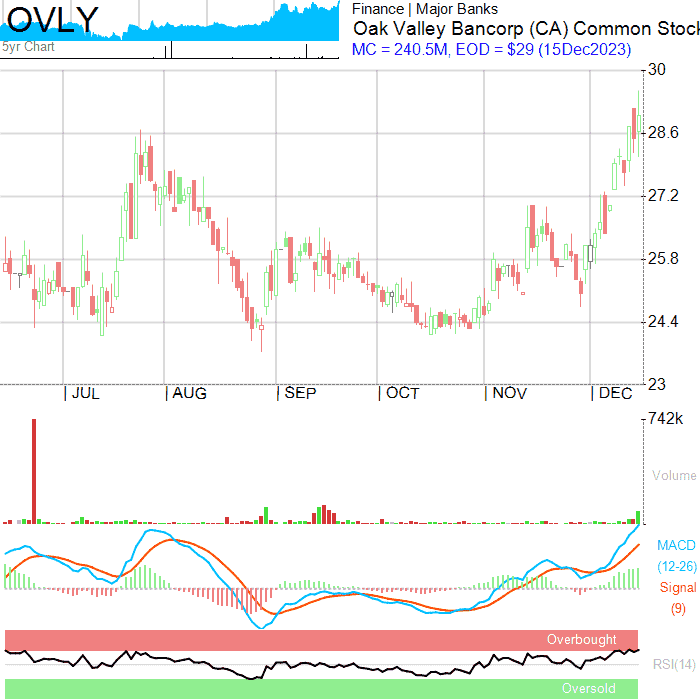 OVLY
5yr Chart
Finance | Major Banks
Oak Valley Bancorp (CA) Common Stock
MC = 240.5M, EOD = $29 (15Dec2023)
30
28.6
27.2
25.8
24.4
23
| JUL | AUG | SEP | OCT | NOV | DEC
742k
Volume
MACD
(12-26)
Signal
(9)
Overbought
RSI(14)
Oversold